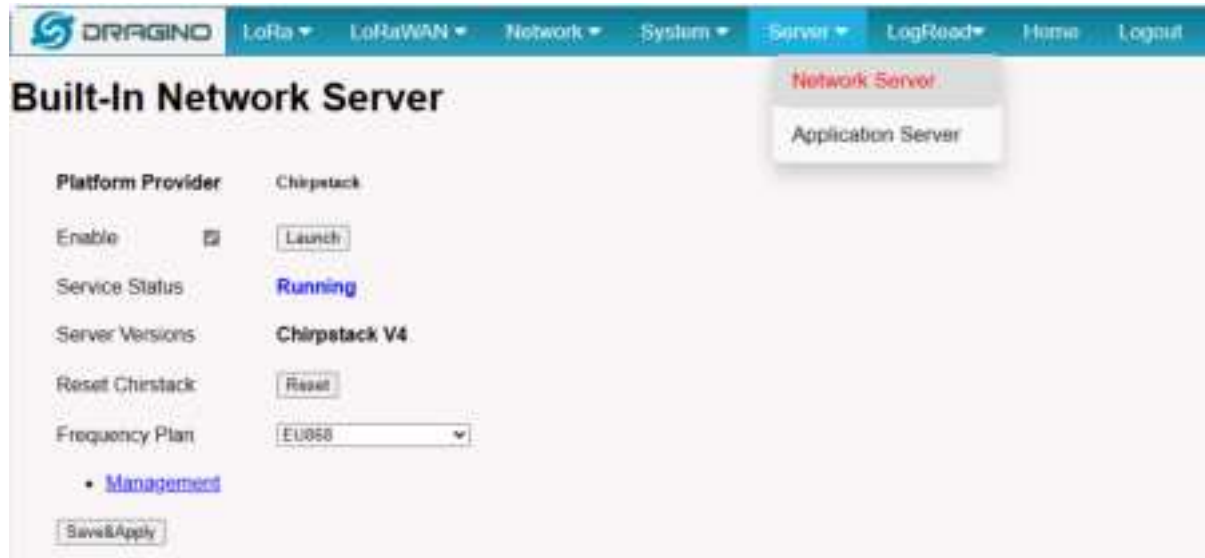 DRAGINO LoRa LoRaWAN Network System Server LogRead Home Logout
Network Server
Application Server
Built-In Network Server
Platform Provider Chirpstack
Enable Launch
Service Status Running
Server Versions Chirpstack V4
Reset Chirstack Reset
Frequency Plan EU868
Management
Save&Apply